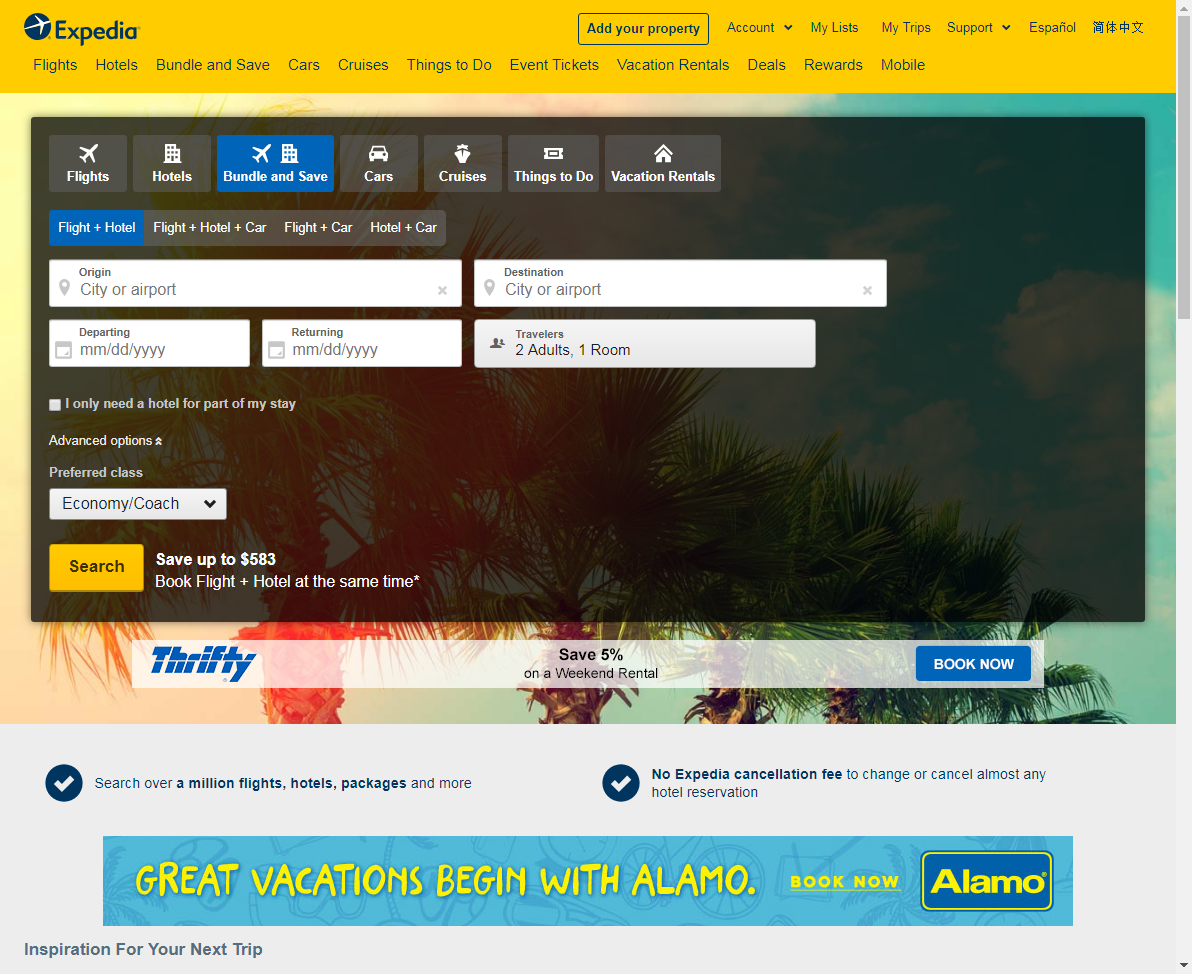 Expedia
Add your property Account My Lists My Trips Support Español 简体中文
Flights Hotels Bundle and Save Cars Cruises Things to Do Event Tickets Vacation Rentals Deals Rewards Mobile
Flights Hotels Bundle and Save Cars Cruises Things to Do Vacation Rentals
Flight + Hotel Flight + Hotel + Car Flight + Car Hotel + Car
Origin
City or airport
Destination
City or airport
Departing
mm/dd/yyyy
Returning
mm/dd/yyyy
Travelers
2 Adults, 1 Room
I only need a hotel for part of my stay
Advanced options
Preferred class
Economy/Coach
Search
Save up to $583
Book Flight + Hotel at the same time*
Thrifty
Save 5%
on a Weekend Rental
BOOK NOW
Search over a million flights, hotels, packages and more
No Expedia cancellation fee to change or cancel almost any
hotel reservation
GREAT VACATIONS BEGIN WITH ALAMO. BOOK NOW Alamo
Inspiration For Your Next Trip